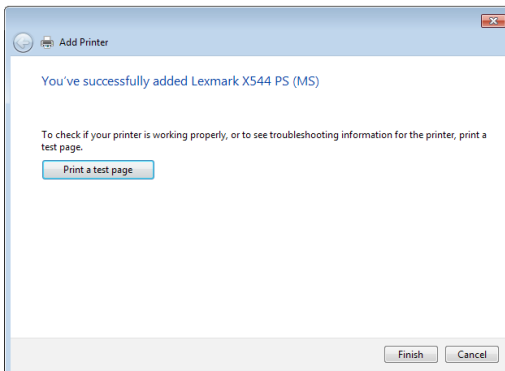 Add Printer
You've successfully added Lexmark X544 PS (MS)
To check if your printer is working properly, or to see troubleshooting information for the printer, print a
test page.
Print a test page
Finish
Cancel